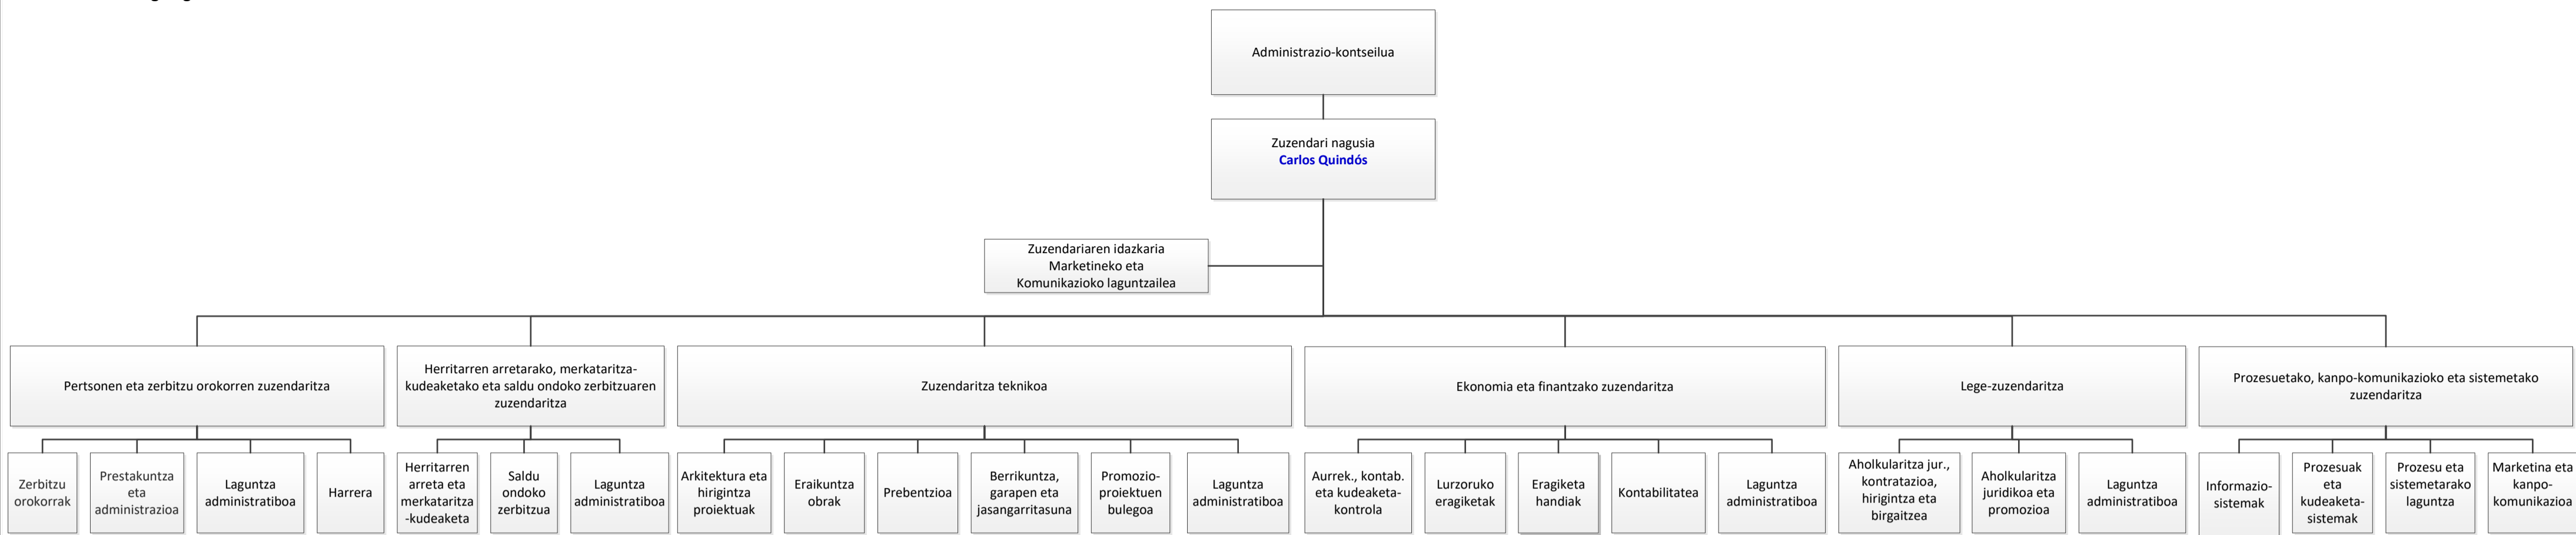 Administrazio-kontseilua
Zuzendari nagusia
Carlos Quindós
Zuzendariaren idazkaria
Marketineko eta
Komunikazioko laguntzailea
Pertsonen eta zerbitzu orokorren zuzendaritza
Herritarren arretarako, merkataritza-
kudeaketako eta saldu ondoko zerbitzuaren
zuzendaritza
Zuzendaritza teknikoa
Ekonomia eta finantzako zuzendaritza
Lege-zuzendaritza
Prozesuetako, kanpo-komunikazioko eta sistemetako
zuzendaritza
Zerbitzu
orokorrak
Prestakuntza
eta
administrazioa
Laguntza
administratiboa
Harrera
Herritarren
arreta eta
merkataritza
-kudeaketa
Saldu
ondoko
zerbitzua
Laguntza
administratiboa
Arkitektura eta
hirigintza
proiektuak
Eraikuntza
obrak
Prebentzioa
Berrikuntza,
garapen eta
jasangarritasuna
Promozio-
proiektuen
bulegoa
Laguntza
administratiboa
Aurrek., kontab.
eta kudeaketa-
kontrola
Lurzoruko
eragiketak
Eragiketa
handiak
Kontabilitatea
Laguntza
administratiboa
Aholkularitza jur.,
kontratazioa,
hirigintza eta
birgaitzea
Aholkularitza
juridikoa eta
promozioa
Laguntza
administratiboa
Informazio-
sistemak
Prozesuak
eta
kudeaketa-
sistemak
Prozesu eta
sistemetarako
laguntza
Marketina eta
kanpo-
komunikazioa